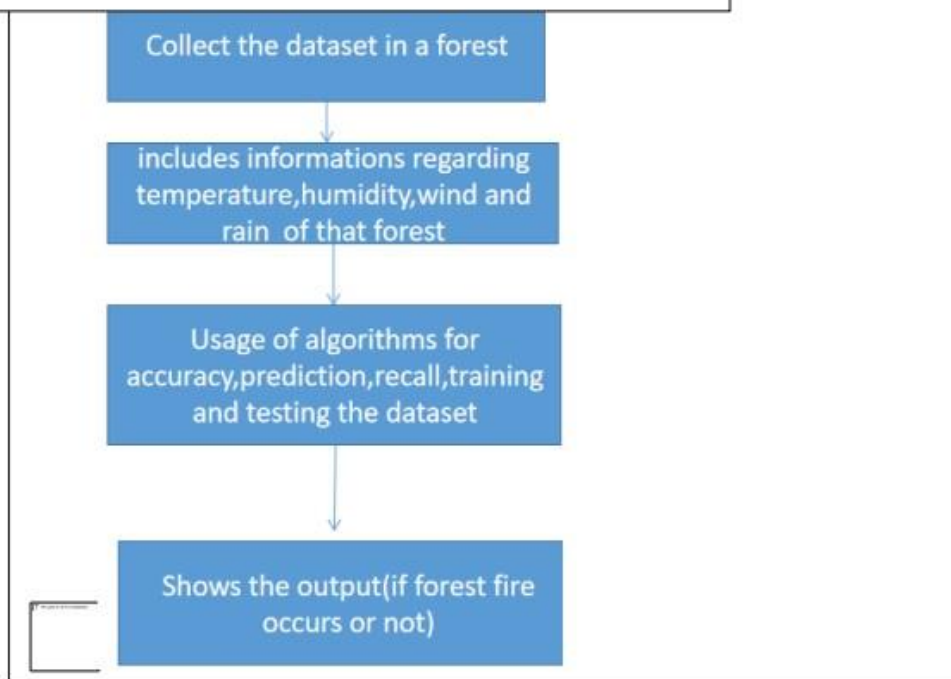 Collect the dataset in a forest
includes informations regarding
temperature,humidity,wind and
rain of that forest
Usage of algorithms for
accuracy,prediction,recall,training
and testing the dataset
Shows the output(if forest fire
occurs or not)